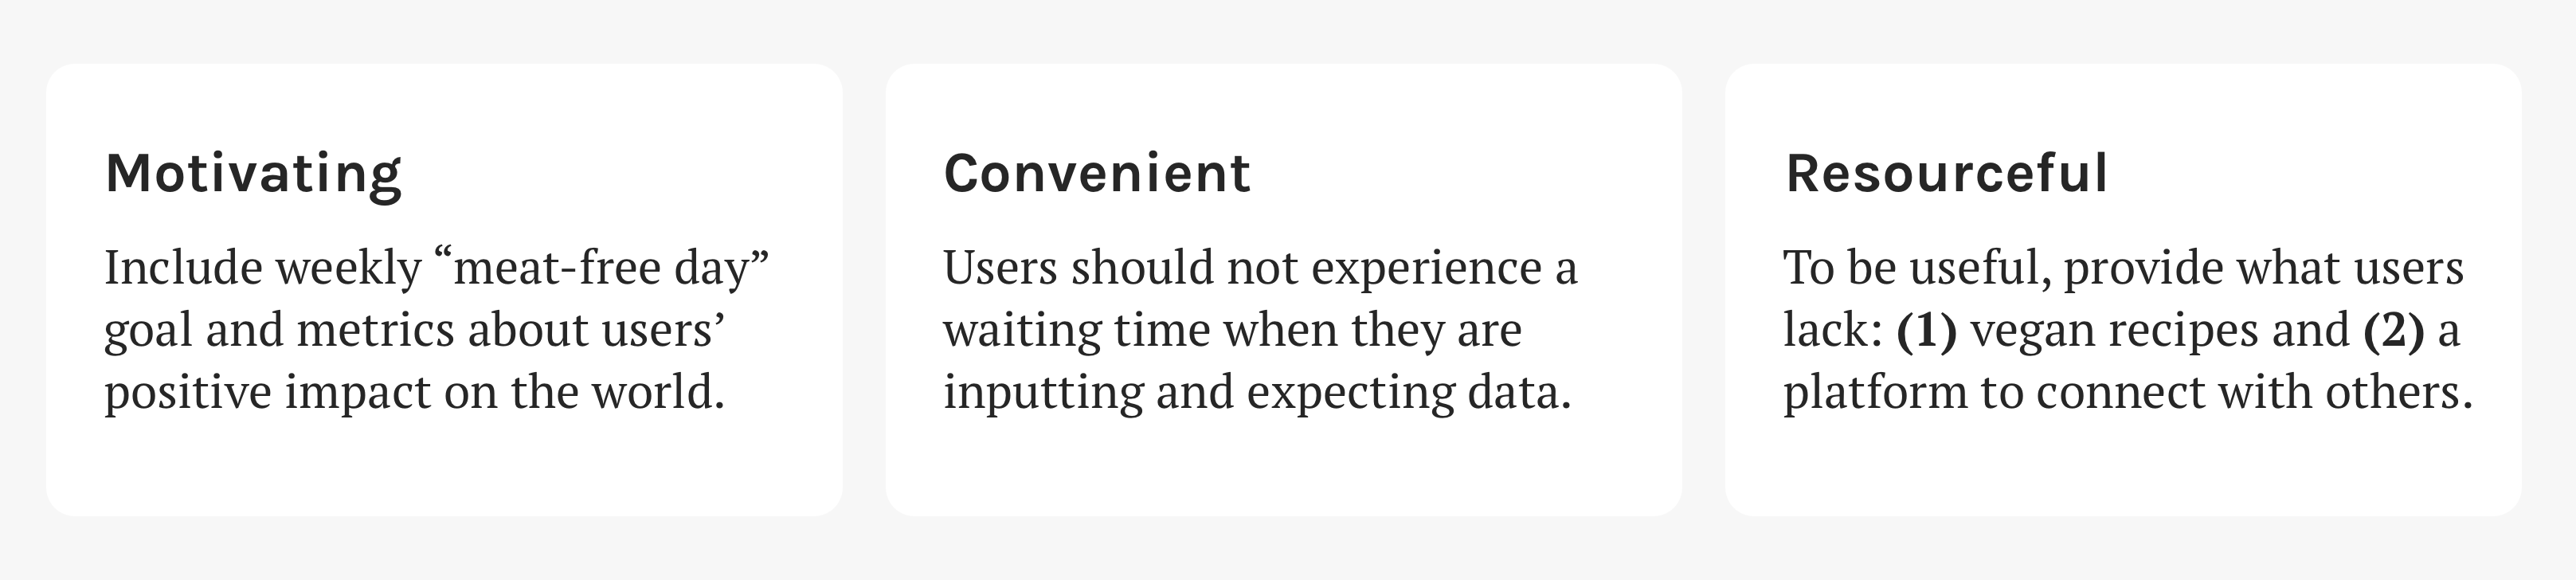 Motivating
Include weekly “meat-free day”
goal and metrics about users’
positive impact on the world.
Convenient
Users should not experience a
waiting time when they are
inputting and expecting data.
Resourceful
To be useful, provide what users
lack: (1) vegan recipes and (2) a
platform to connect with others.